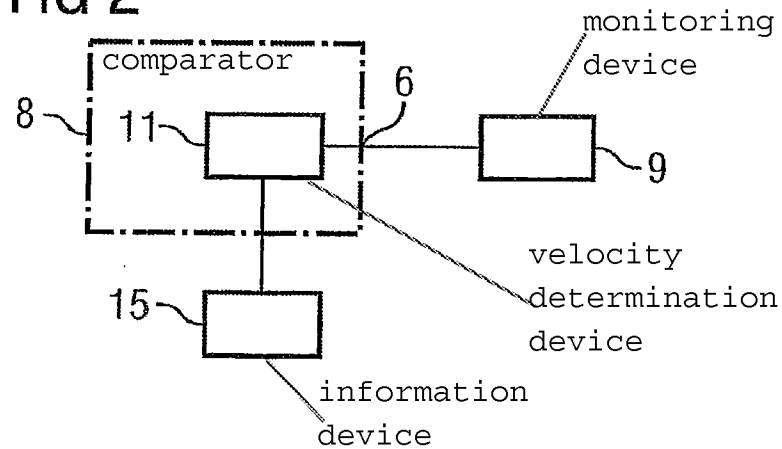 FIG 2
monitoring
device
comparator
8
11
6
9
velocity
determination
device
15
information
device